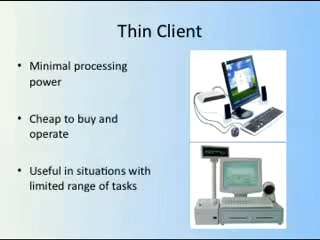 Thin Client
• Minimal processing
power
• Cheap to buy and
operate
• Useful in situations with
limited range of tasks